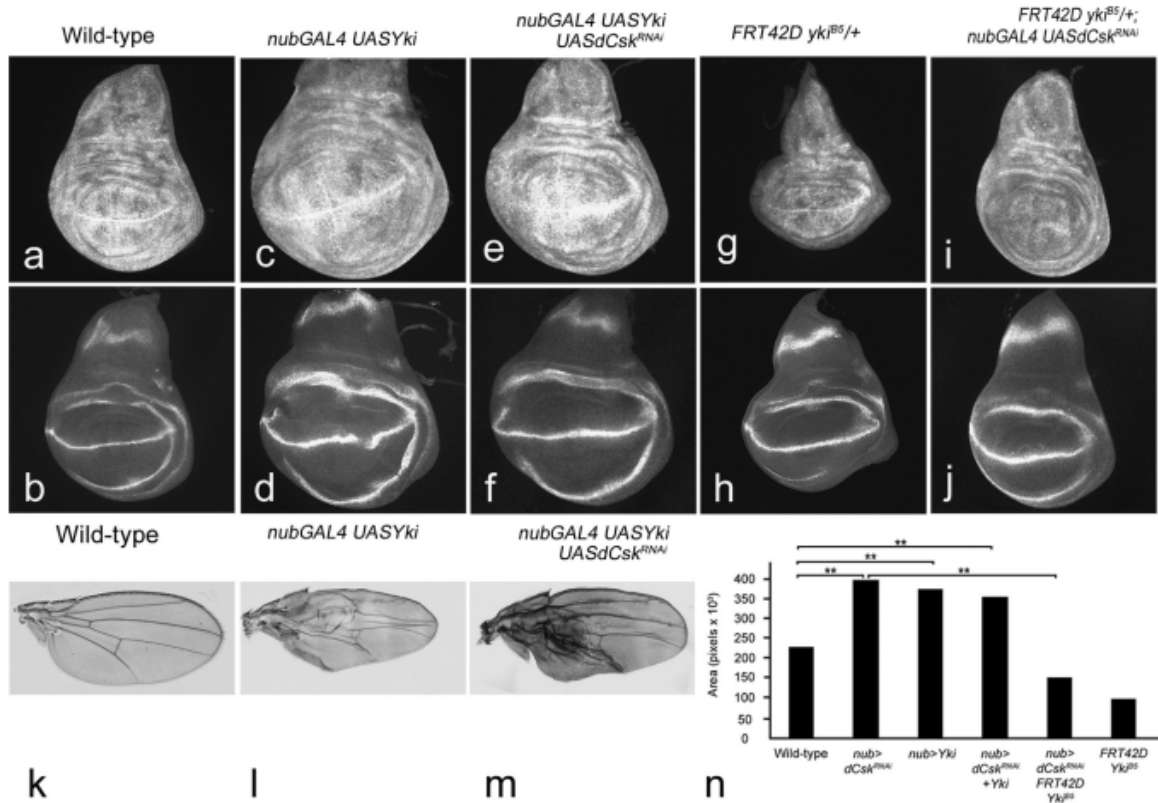 Wild-type
nubGAL4 UASYki
nubGAL4 UASYki
UASdCsk^RNAi
FRT42D yki^B5/+
FRT42D yki^B5/+;
nubGAL4 UASdCsk^RNAi
a
c
e
g
i
b
d
f
h
j
Wild-type
nubGAL4 UASYki
nubGAL4 UASYki
UASdCsk^RNAi
k
l
m
n
**
**
**
**
Area (pixels x 10³)
400
350
300
250
200
150
100
50
0
Wild-type
nub>
dCsk^RNAi
nub>Yki
nub>
dCsk^RNAi
+Yki
nub>
dCsk^RNAi
FRT42D
Yki^B5
FRT42D
Yki^B5